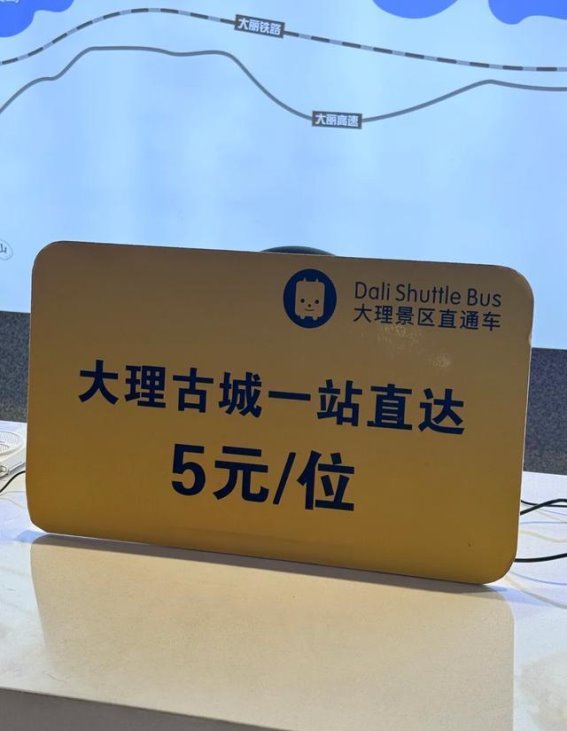 大丽铁路
大丽高速
Dali Shuttle Bus
大理景区直通车
大理古城一站直达
5元/位